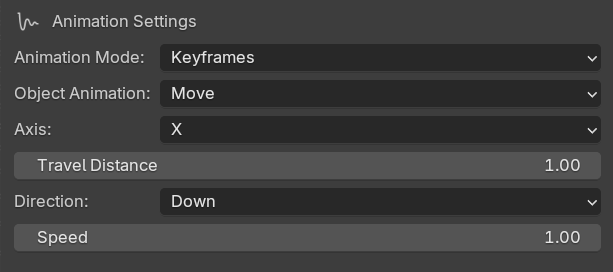 Animation Settings
Animation Mode: Keyframes
Object Animation: Move
Axis: X
Travel Distance 1.00
Direction: Down
Speed 1.00